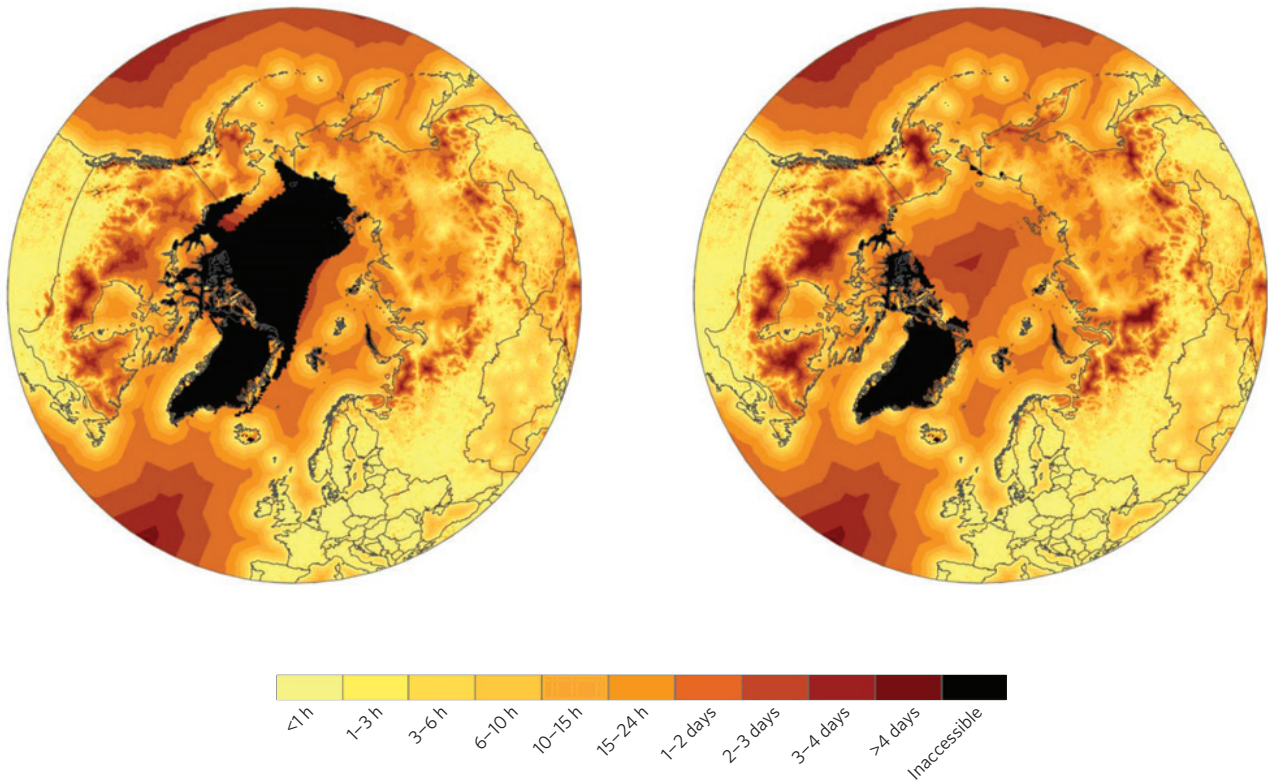 <1 h
1–3 h
3–6 h
6–10 h
10–15 h
15–24 h
1–2 days
2–3 days
3–4 days
>4 days
Inaccessible